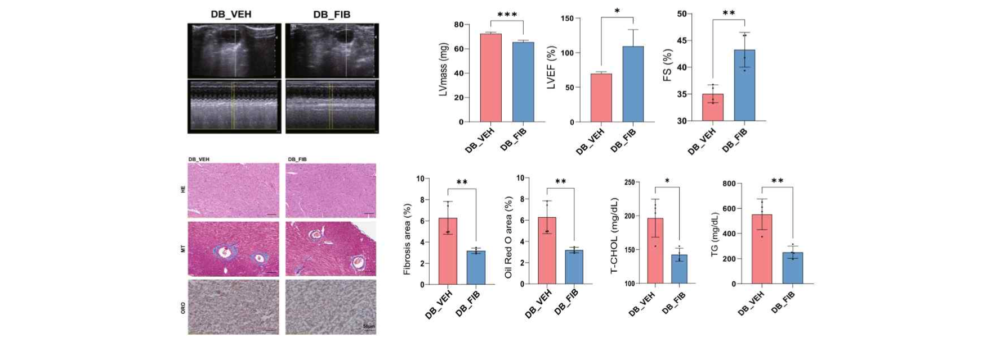 DB_VEH
DB_FIB
DB_VEH
DB_FIB
HE
MT
ORO
50μm
LVmass (mg)
80
60
40
20
0
***
DB_VEH
DB_FIB
LVEF (%)
150
100
50
0
*
DB_VEH
DB_FIB
FS (%)
50
45
40
35
30
**
DB_VEH
DB_FIB
Fibrosis area (%)
10
8
6
4
2
0
**
DB_VEH
DB_FIB
Oil Red O area (%)
10
8
6
4
2
0
**
DB_VEH
DB_FIB
T-CHOL (mg/dL)
250
200
150
100
*
DB_VEH
DB_FIB
TG (mg/dL)
800
600
400
200
0
**
DB_VEH
DB_FIB